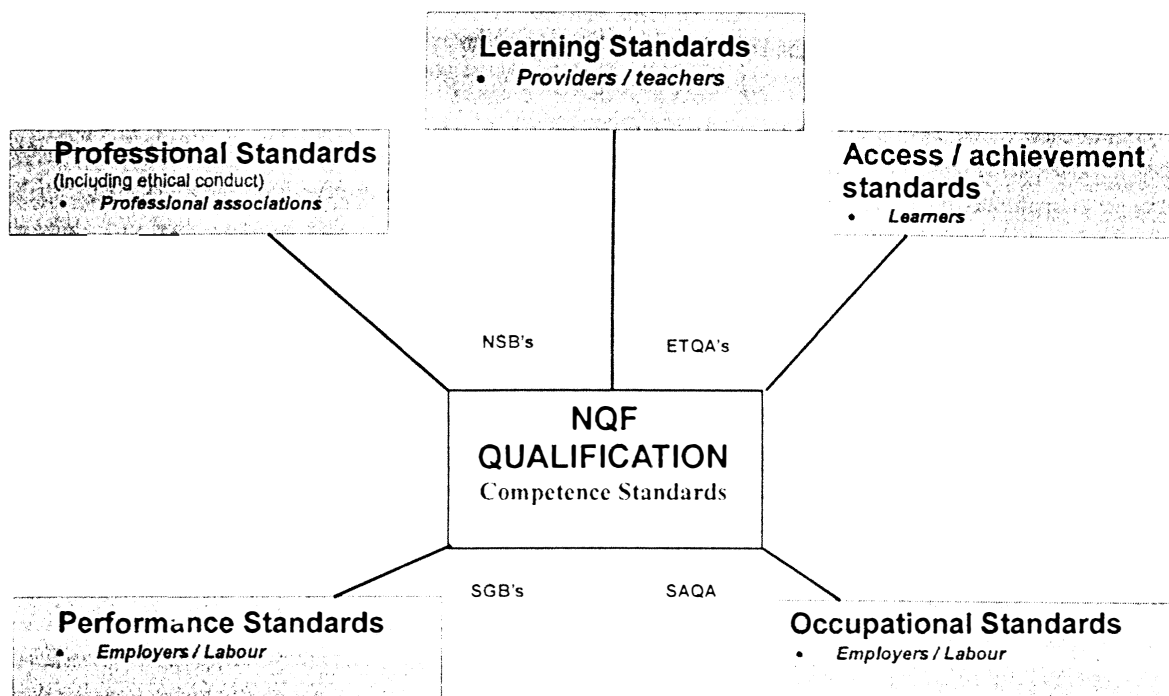 Learning Standards
• Providers / teachers
Professional Standards
(Including ethical conduct)
• Professional associations
Access / achievement
standards
• Learners
NSB's
ETQA's
NQF
QUALIFICATION
Competence Standards
SGB's
SAQA
Performance Standards
• Employers / Labour
Occupational Standards
• Employers / Labour